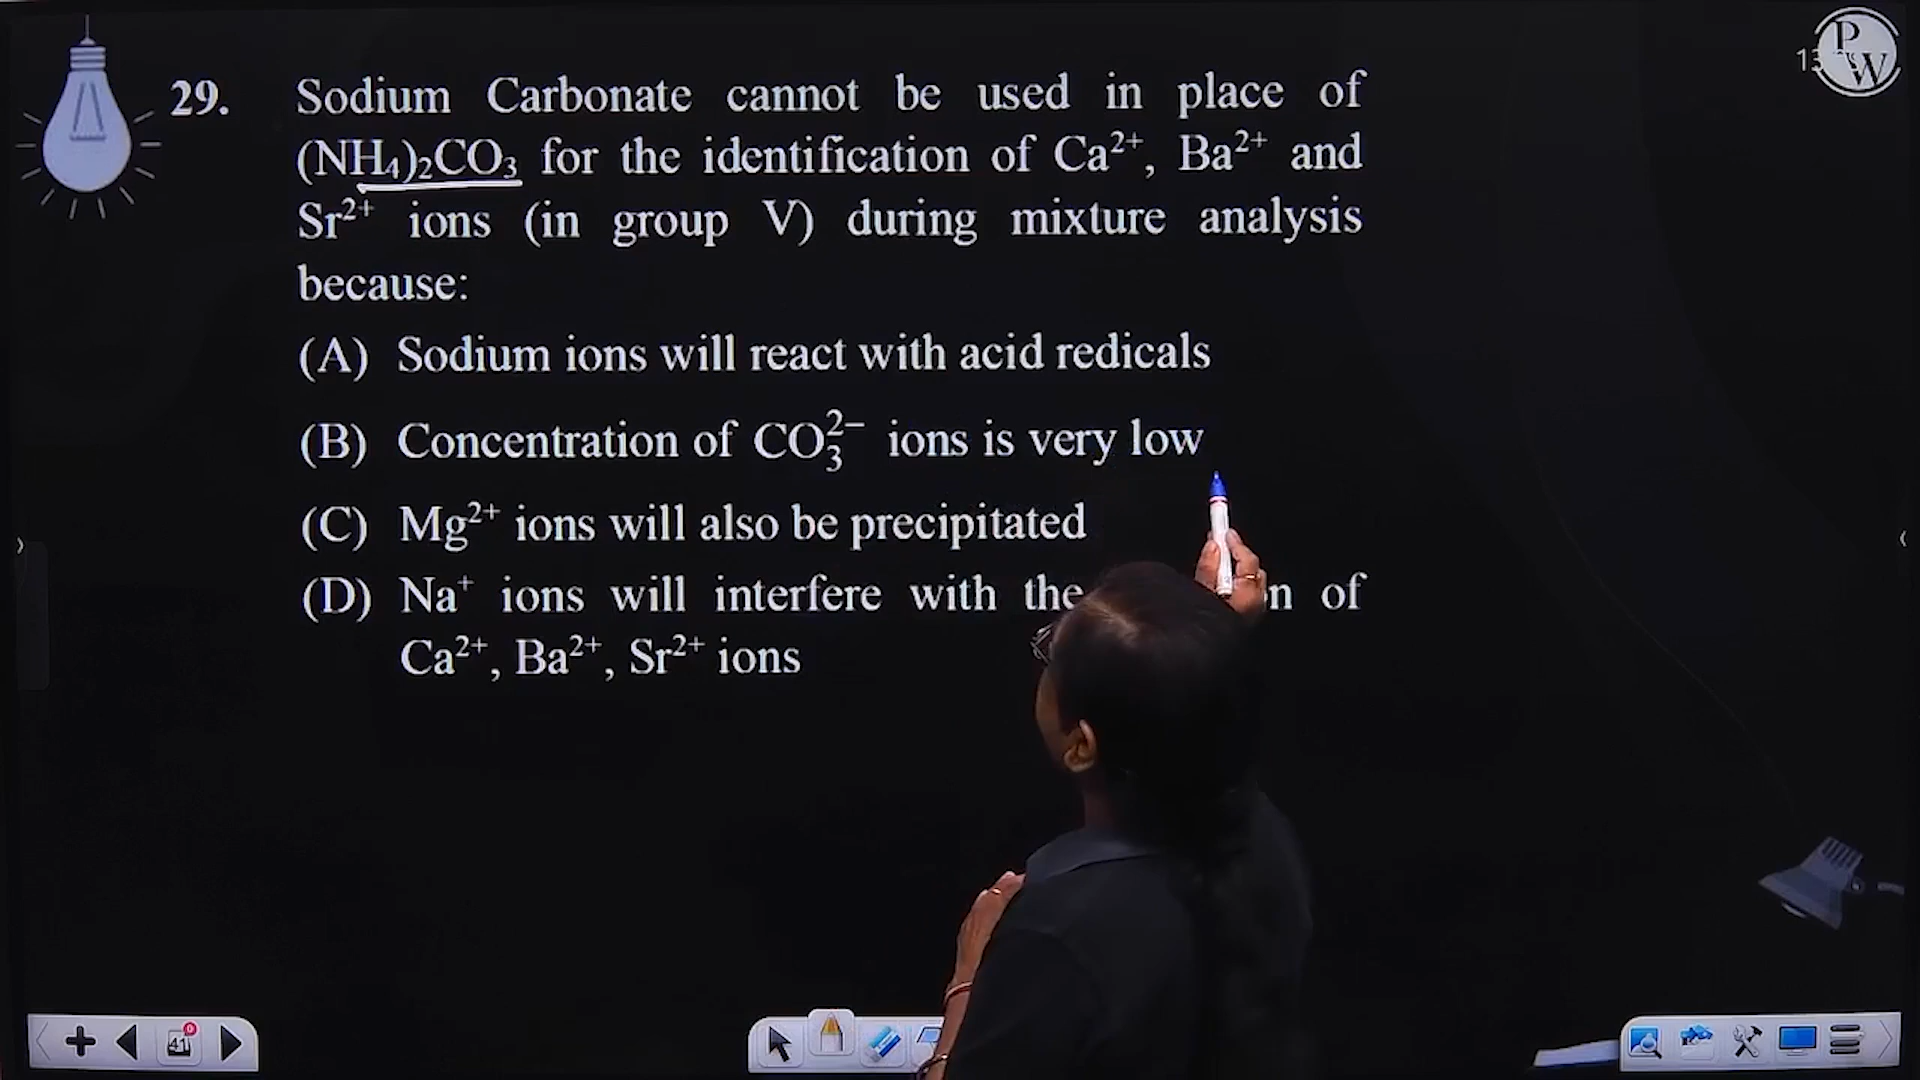 29. Sodium Carbonate cannot be used in place of
(NH₄)₂CO₃ for the identification of Ca²⁺, Ba²⁺ and
Sr²⁺ ions (in group V) during mixture analysis
because:
(A) Sodium ions will react with acid redicals
(B) Concentration of CO₃²⁻ ions is very low
(C) Mg²⁺ ions will also be precipitated
(D) Na⁺ ions will interfere with the of
Ca²⁺, Ba²⁺, Sr²⁺ ions
PW
41
0